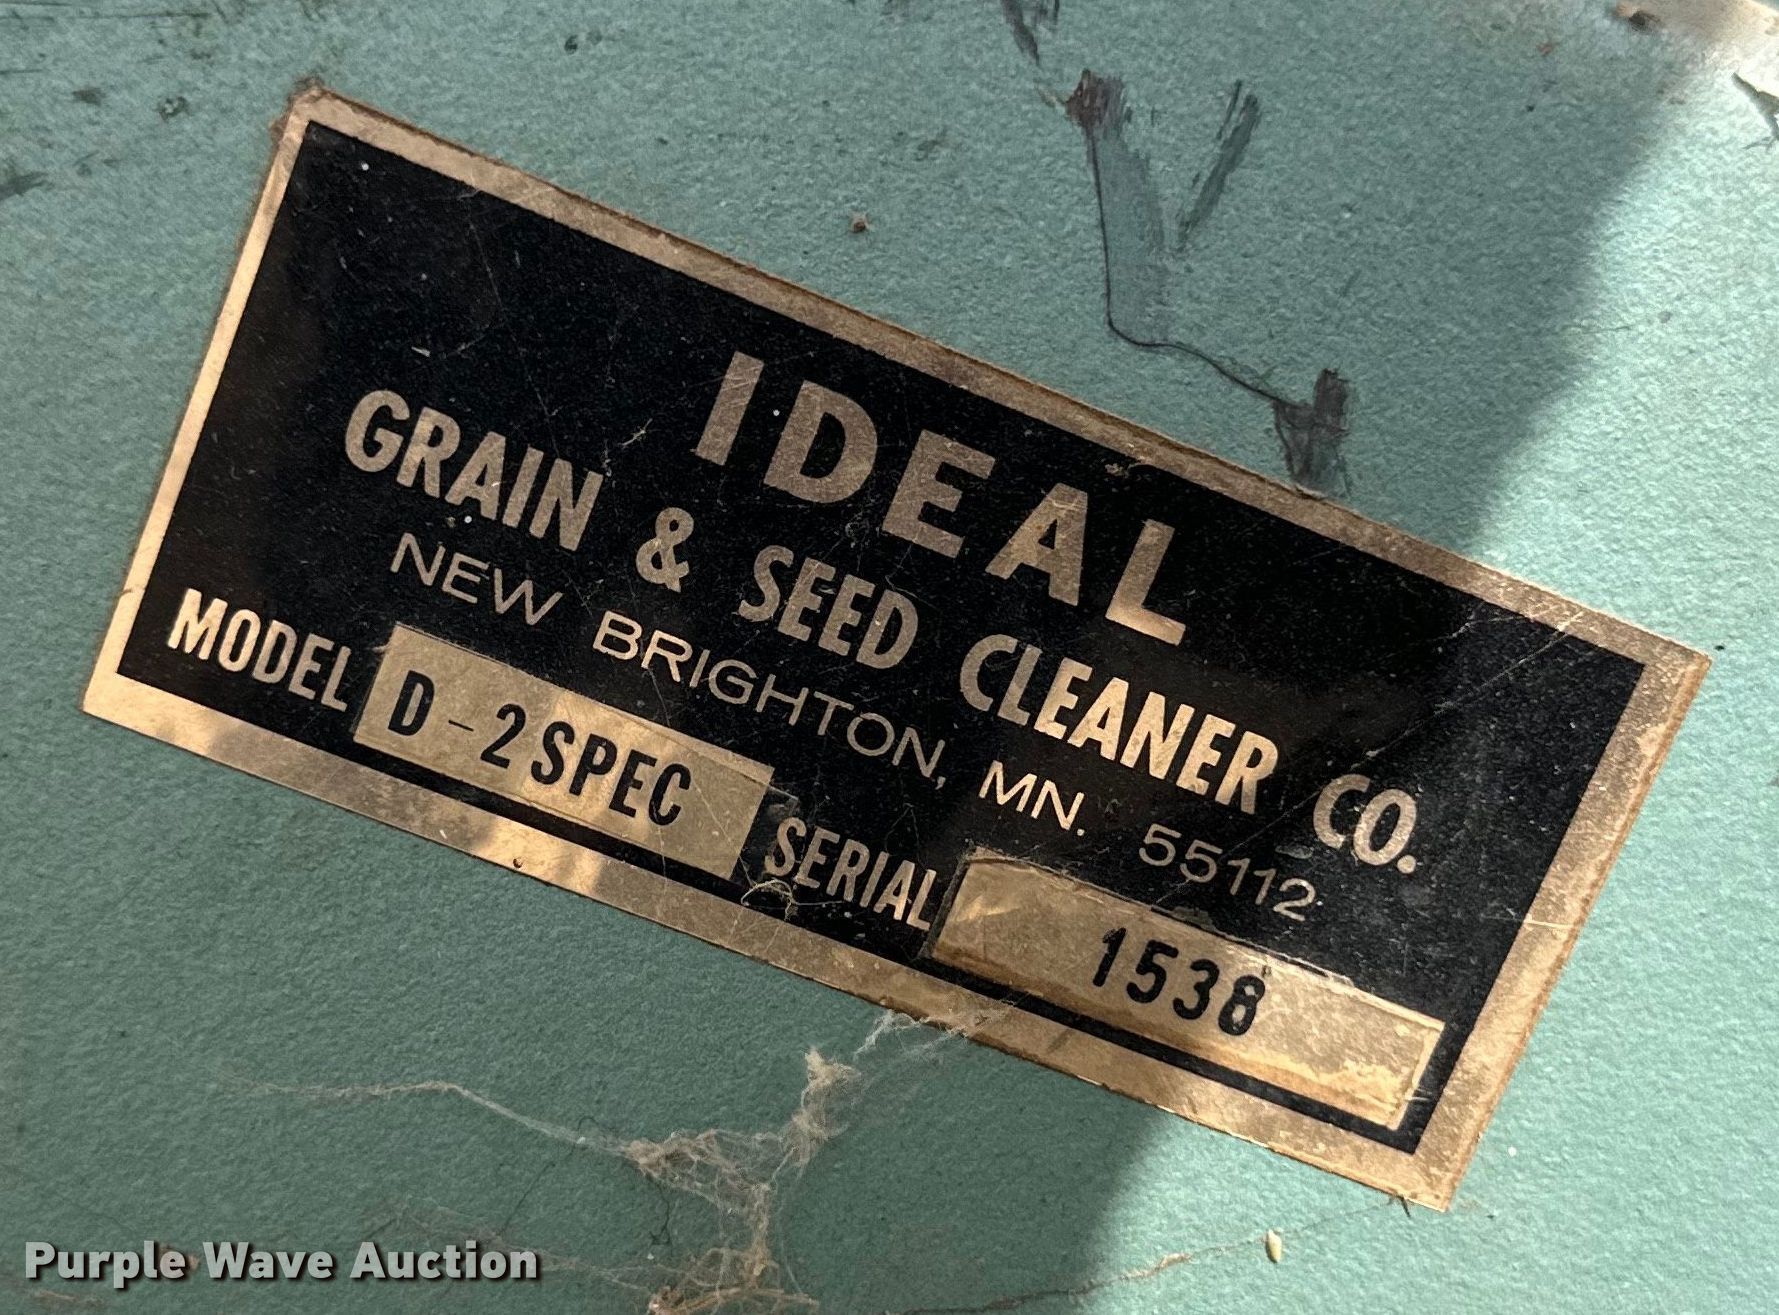 IDEAL
GRAIN & SEED CLEANER CO.
NEW BRIGHTON, MN. 55112
MODEL D-2SPEC SERIAL 1538
Purple Wave Auction